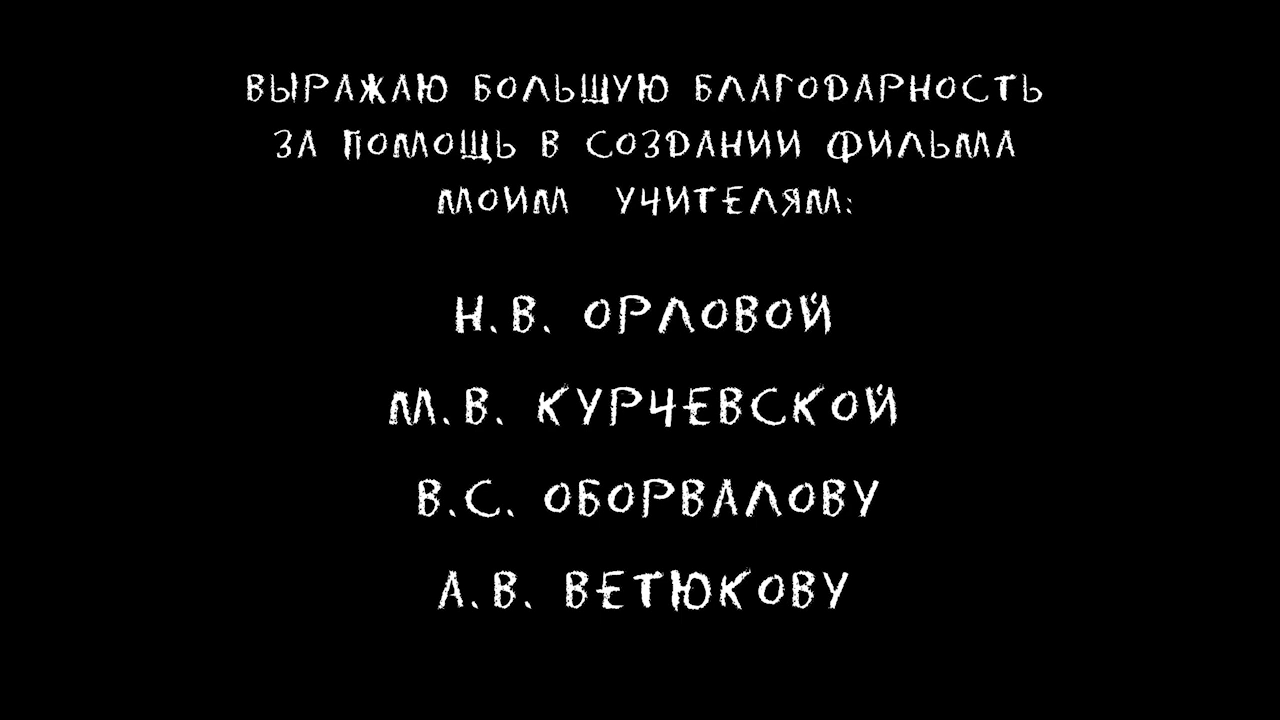 ВЫРАЖАЮ БОЛЬШУЮ БЛАГОДАРНОСТЬ
ЗА ПОМОЩЬ В СОЗДАНИИ ФИЛЬМА
МОИМ УЧИТЕЛЯМ:
Н.В. ОРЛОВОЙ
М.В. КУРЧЕВСКОЙ
В.С. ОБОРВАЛОВУ
А.В. ВЕТЮКОВУ